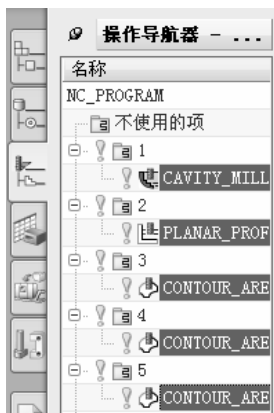 操作导航器 - ...
名称
NC_PROGRAM
不使用的项
1
CAVITY_MILL
2
PLANAR_PROF
3
CONTOUR_ARE
4
CONTOUR_ARE
5
CONTOUR_ARE